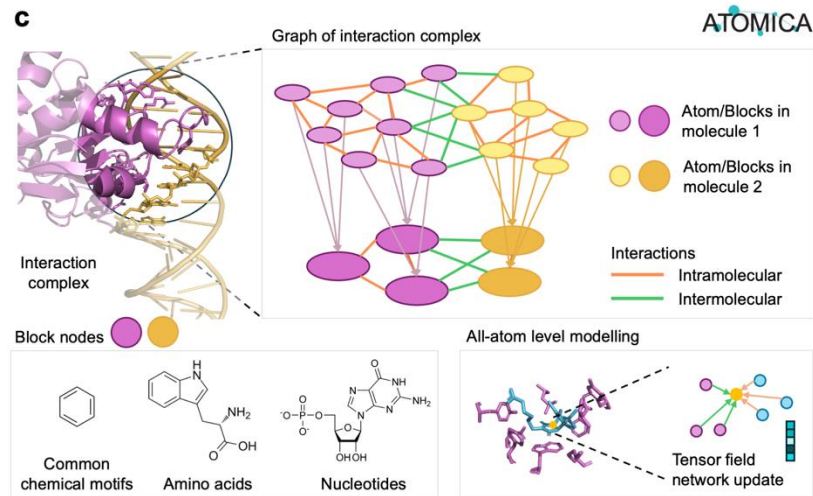 c
ATOMICA
Graph of interaction complex
Atom/Blocks in
molecule 1
Atom/Blocks in
molecule 2
Interaction
complex
Interactions
Intramolecular
Intermolecular
Block nodes
All-atom level modelling
H
N
NH₂
O
OH
O
⁻O
P
O
O⁻
O
O
OH
OH
N
N
O
NH
N
NH₂
Common
chemical motifs
Amino acids
Nucleotides
Tensor field
network update